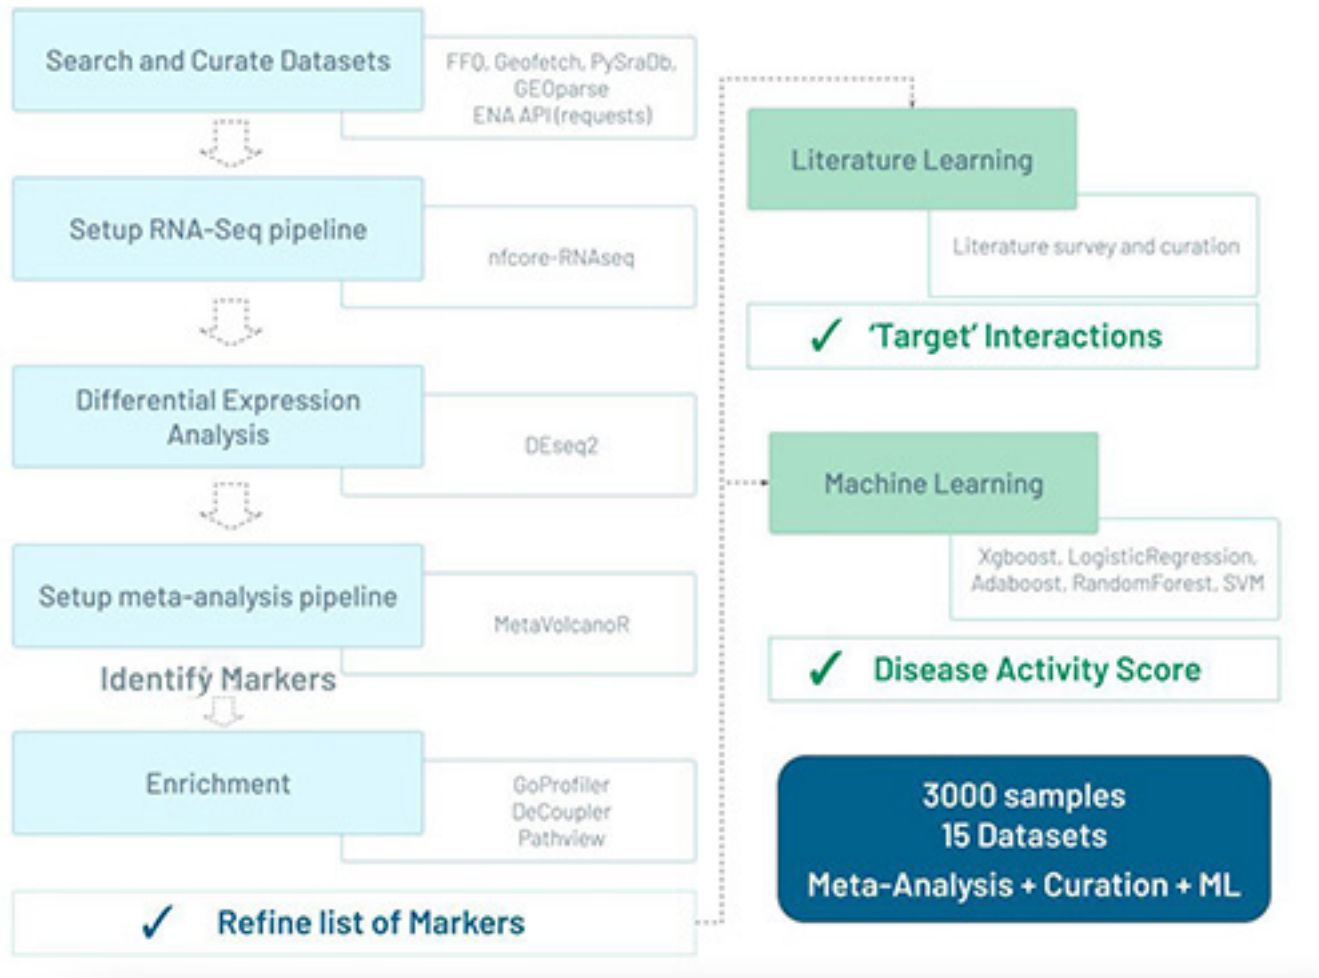 Search and Curate Datasets
FFQ, Geofetch, PySraDb,
GEOparse
ENA API (requests)
Setup RNA-Seq pipeline
nfcore-RNAseq
Differential Expression
Analysis
DEseq2
Setup meta-analysis pipeline
MetaVolcanoR
Identify Markers
Enrichment
GoProfiler
DeCoupler
Pathview
✓ Refine list of Markers
Literature Learning
Literature survey and curation
✓ 'Target' Interactions
Machine Learning
Xgboost, LogisticRegression,
Adaboost, RandomForest, SVM
✓ Disease Activity Score
3000 samples
15 Datasets
Meta-Analysis + Curation + ML